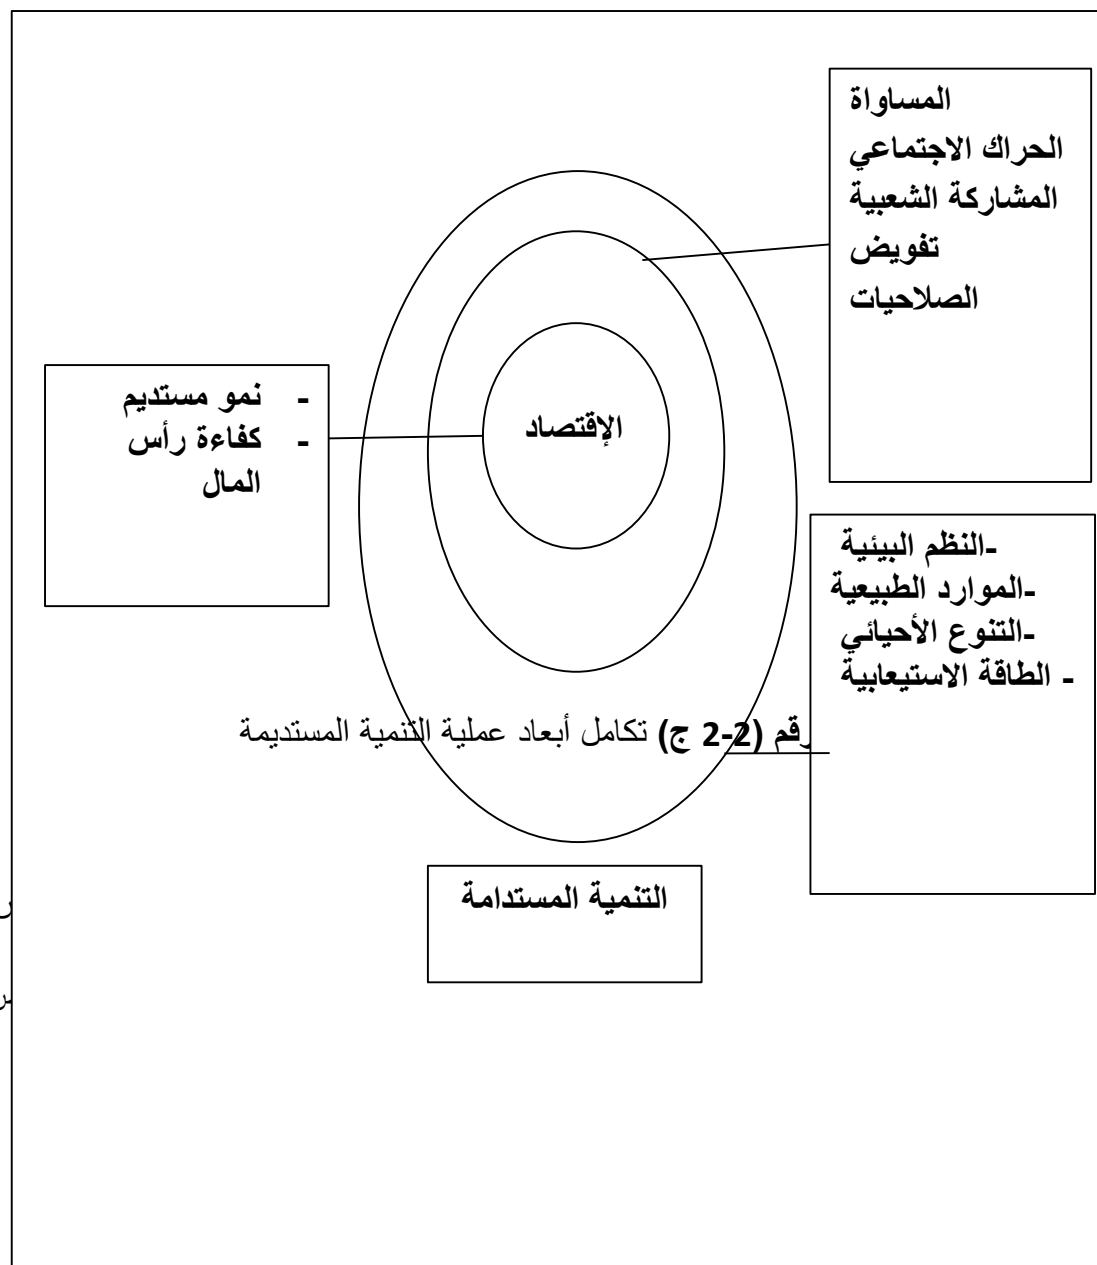 المساواة
الحراك الاجتماعي
المشاركة الشعبية
تفويض
الصلاحيات
- نمو مستديم
- كفاءة رأس
المال
الإقتصاد
-النظم البيئية
-الموارد الطبيعية
-التنوع الأحيائي
- الطاقة الاستيعابية
رقم (2-2 ج) تكامل أبعاد عملية التنمية المستديمة
التنمية المستدامة